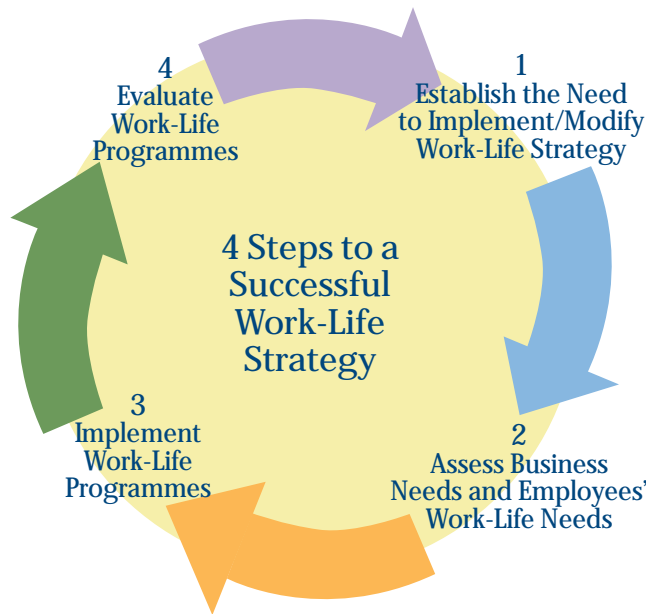 4 Steps to a
Successful
Work-Life
Strategy
1
Establish the Need
to Implement/Modify
Work-Life Strategy
2
Assess Business
Needs and Employees'
Work-Life Needs
3
Implement
Work-Life
Programmes
4
Evaluate
Work-Life
Programmes